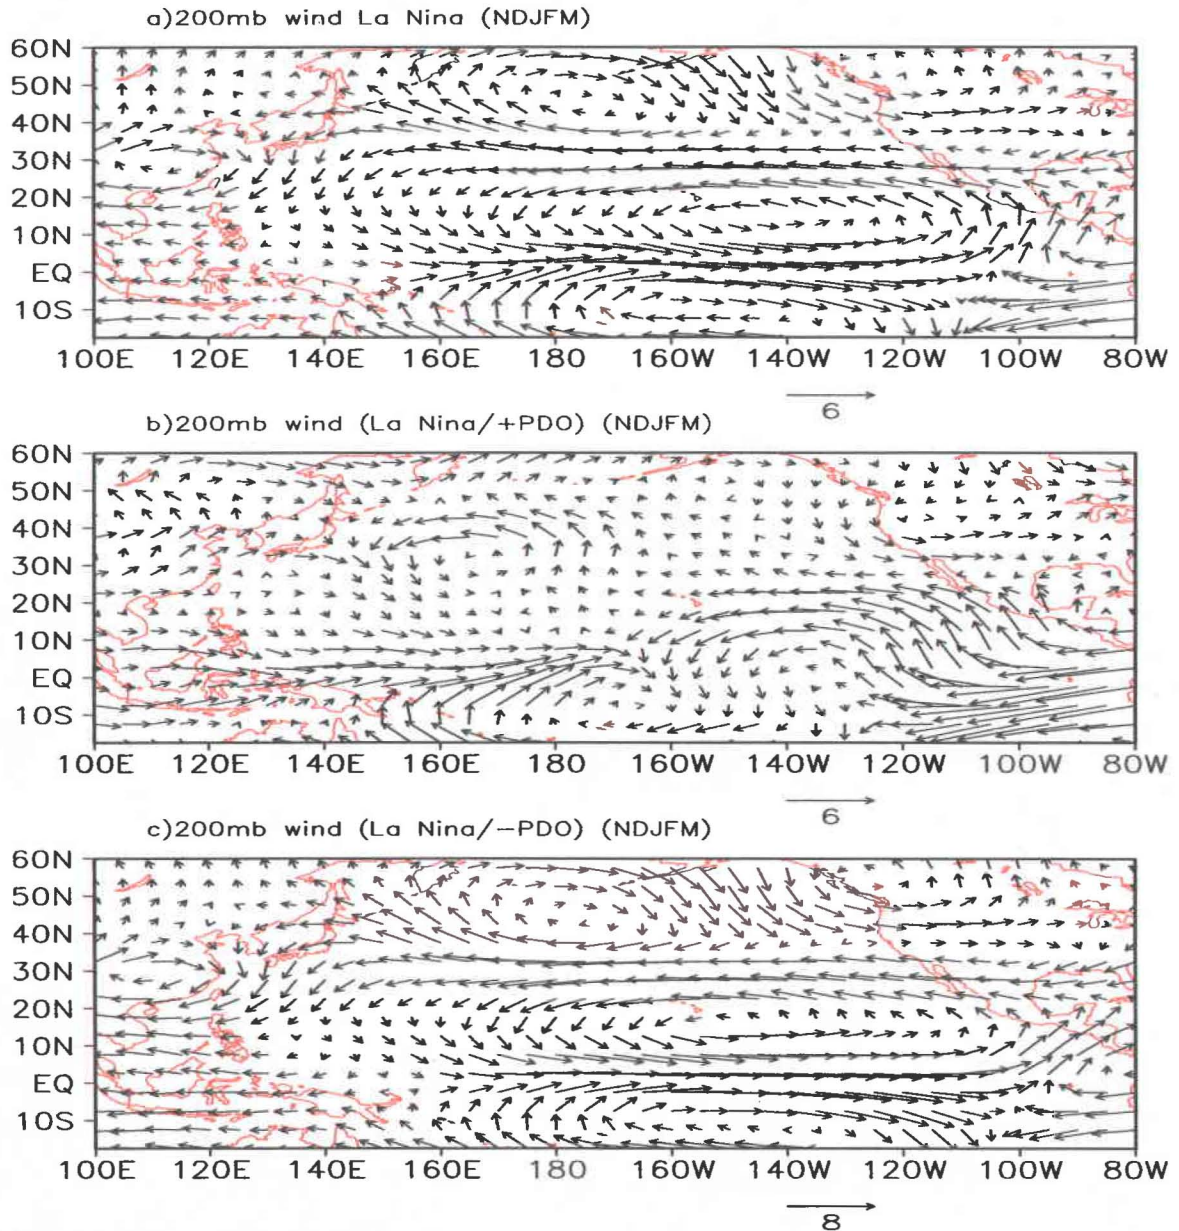 a)200mb wind La Nina (NDJFM)
60N
50N
40N
30N
20N
10N
EQ
10S
100E 120E 140E 160E 180 160W 140W 120W 100W 80W
6
b)200mb wind (La Nina/+PDO) (NDJFM)
60N
50N
40N
30N
20N
10N
EQ
10S
100E 120E 140E 160E 180 160W 140W 120W 100W 80W
6
c)200mb wind (La Nina/−PDO) (NDJFM)
60N
50N
40N
30N
20N
10N
EQ
10S
100E 120E 140E 160E 180 160W 140W 120W 100W 80W
8